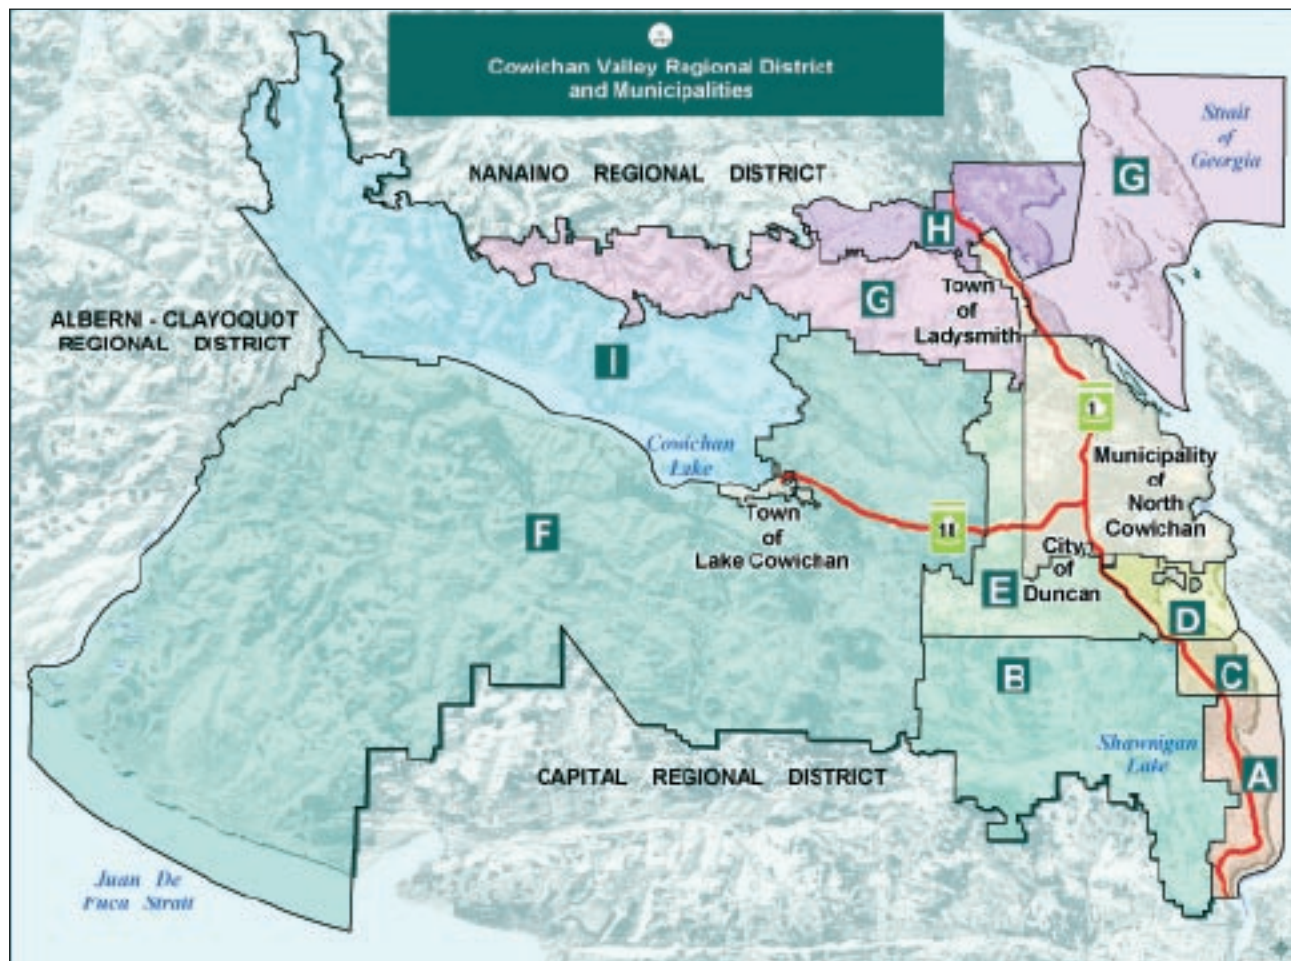 Cowichan Valley Regional District
and Municipalities
Strait
of
Georgia
NANAINO REGIONAL DISTRICT
G
H
G
Town
of
Ladysmith
ALBERNI - CLAYOQUOT
REGIONAL DISTRICT
I
1
Cowichan
Lake
Municipality
of
North
Cowichan
Town
of
Lake Cowichan
18
F
City
of
Duncan
E
D
B
C
Shawnigan
Lake
A
CAPITAL REGIONAL DISTRICT
Juan De
Fuca Strait